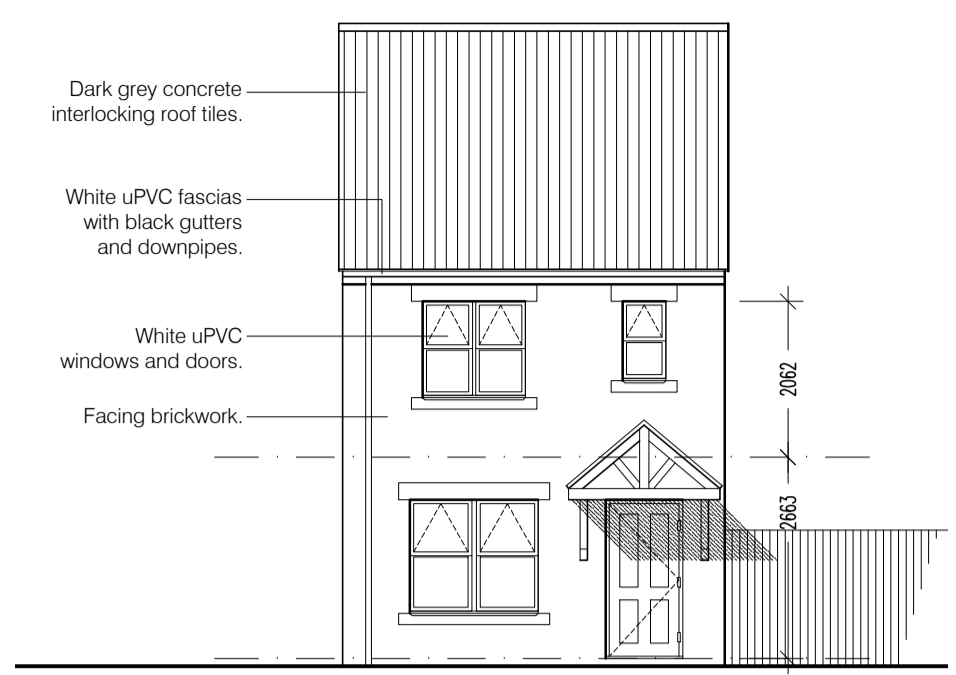 Dark grey concrete
interlocking roof tiles.
White uPVC fascias
with black gutters
and downpipes.
White uPVC
windows and doors.
Facing brickwork.
2062
2663